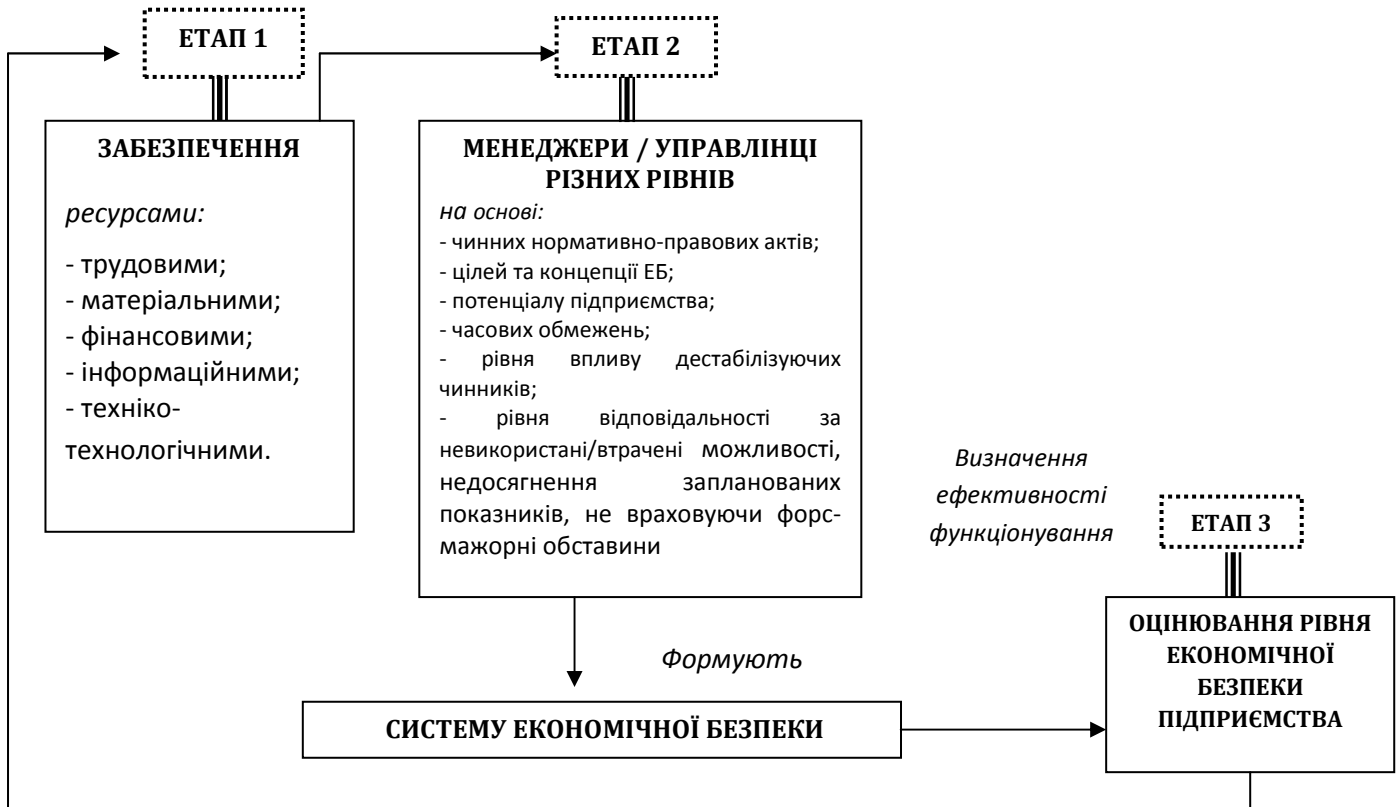 ЕТАП 1
ЗАБЕЗПЕЧЕННЯ
ресурсами:
- трудовими;
- матеріальними;
- фінансовими;
- інформаційними;
- техніко-
технологічними.
ЕТАП 2
МЕНЕДЖЕРИ / УПРАВЛІНЦІ
РІЗНИХ РІВНІВ
на основі:
- чинних нормативно-правових актів;
- цілей та концепції ЕБ;
- потенціалу підприємства;
- часових обмежень;
- рівня впливу дестабілізуючих
чинників;
- рівня відповідальності за
невикористані/втрачені можливості,
недосягнення запланованих
показників, не враховуючи форс-
мажорні обставини
Формують
СИСТЕМУ ЕКОНОМІЧНОЇ БЕЗПЕКИ
Визначення
ефективності
функціонування
ЕТАП 3
ОЦІНЮВАННЯ РІВНЯ
ЕКОНОМІЧНОЇ
БЕЗПЕКИ
ПІДПРИЄМСТВА